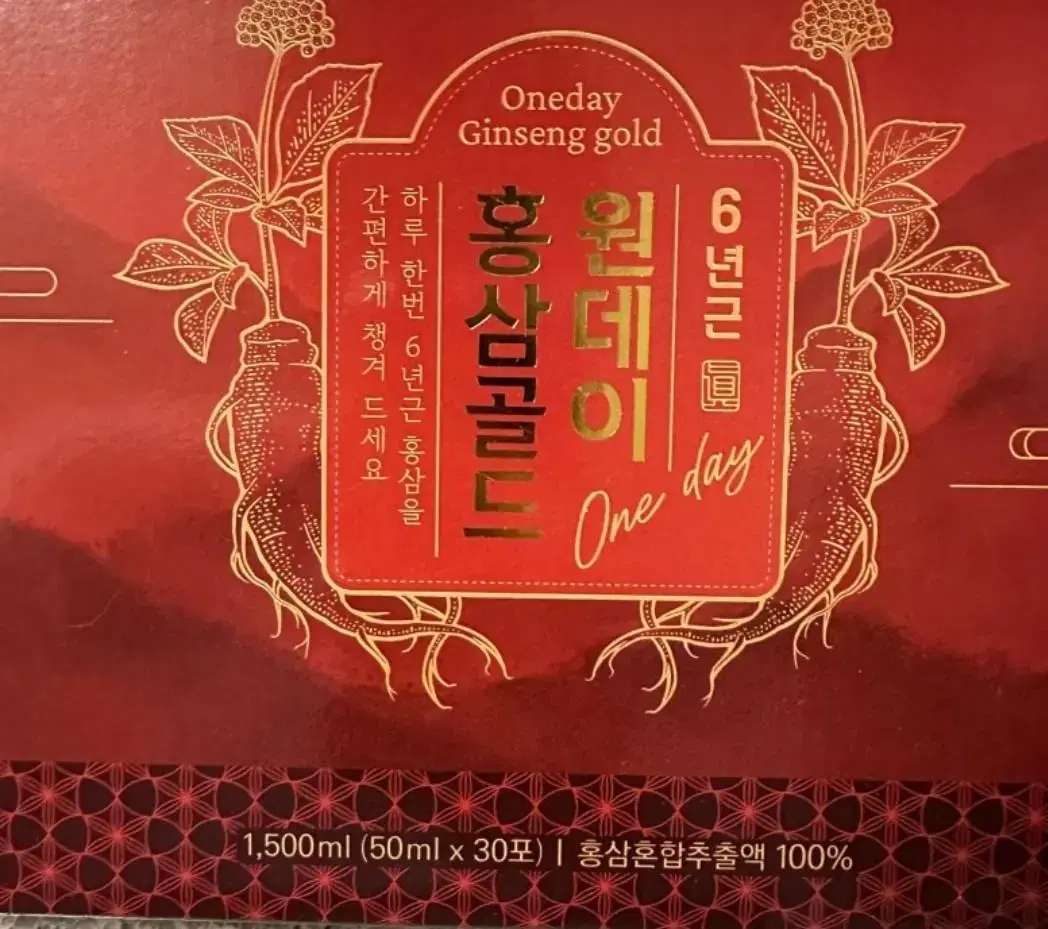 Oneday
Ginseng gold
6년근
眞
원데이
One day
홍삼골드
하루 한번 6년근 홍삼을
간편하게 챙겨 드세요
1,500ml (50ml x 30포) | 홍삼혼합추출액 100%